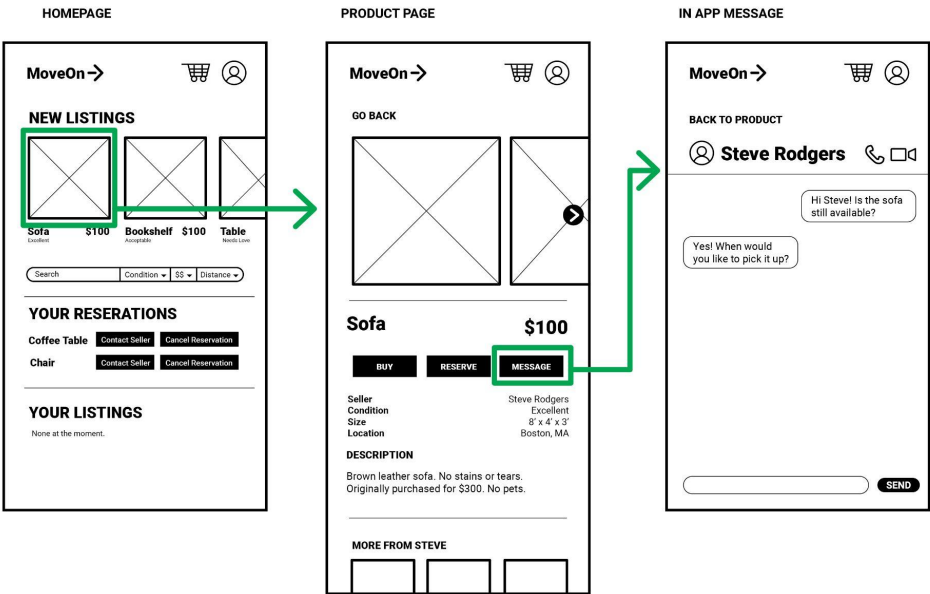 HOMEPAGE
MoveOn
NEW LISTINGS
Sofa $100
Excellent
Bookshelf $100
Acceptable
Table
Needs Love
Search Condition $$ Distance
YOUR RESERATIONS
Coffee Table Contact Seller Cancel Reservation
Chair Contact Seller Cancel Reservation
YOUR LISTINGS
None at the moment.
PRODUCT PAGE
MoveOn
GO BACK
Sofa $100
BUY RESERVE MESSAGE
Seller Steve Rodgers
Condition Excellent
Size 8' x 4' x 3'
Location Boston, MA
DESCRIPTION
Brown leather sofa. No stains or tears.
Originally purchased for $300. No pets.
MORE FROM STEVE
IN APP MESSAGE
MoveOn
BACK TO PRODUCT
Steve Rodgers
Hi Steve! Is the sofa
still available?
Yes! When would
you like to pick it up?
SEND